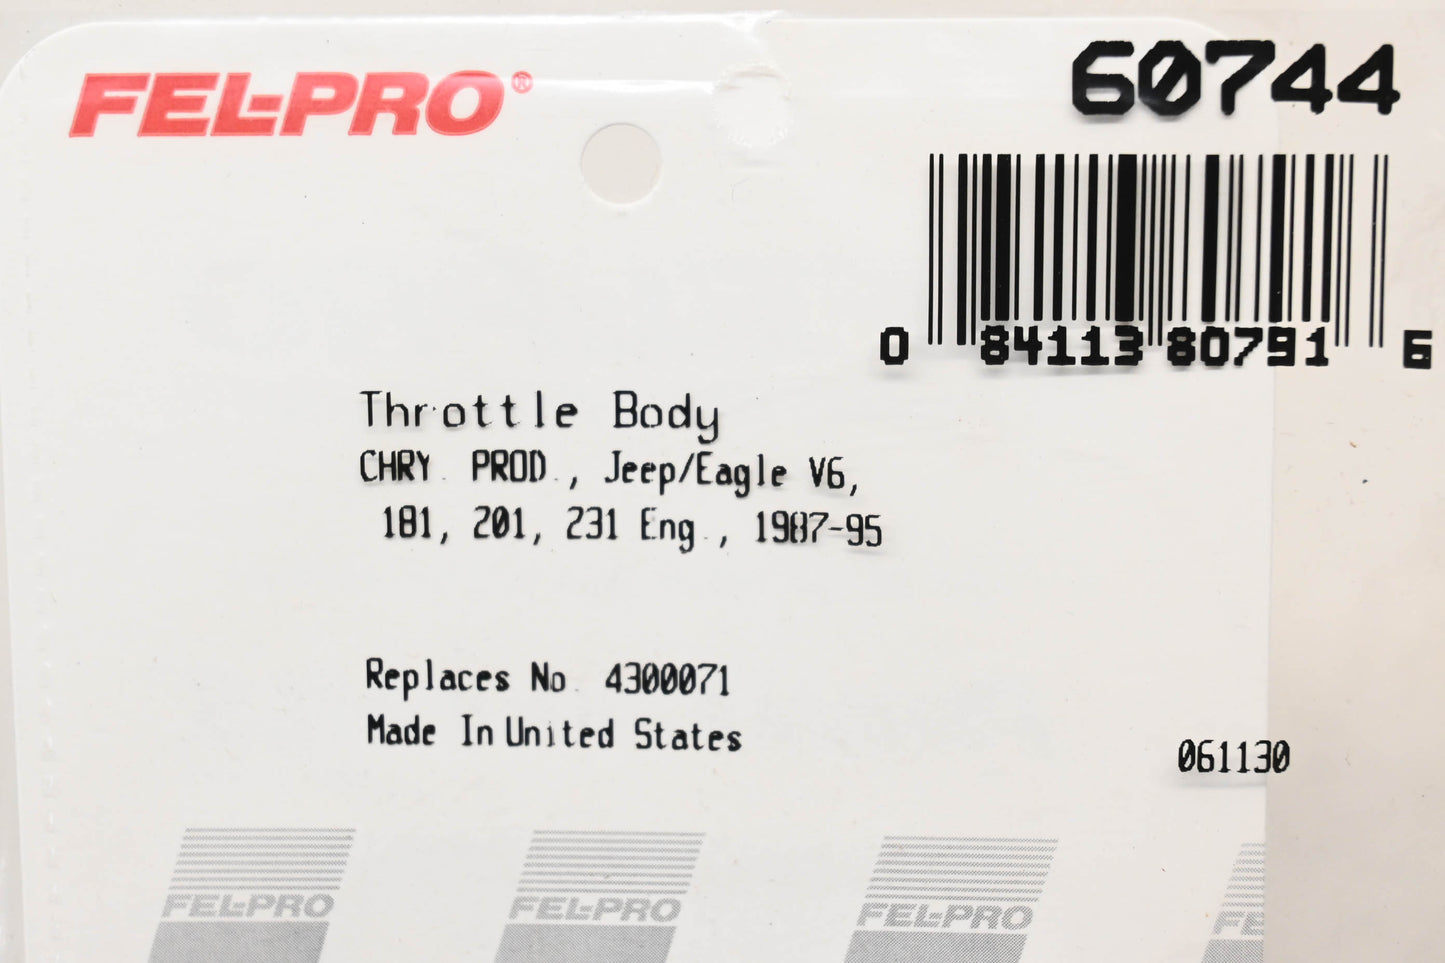 FEL-PRO®
60744
0 84113 80791 6
Throttle Body
CHRY. PROD., Jeep/Eagle V6,
181, 201, 231 Eng., 1987-95
Replaces No. 4300071
Made In United States
061130
FEL-PRO FEL-PRO FEL-PRO FE